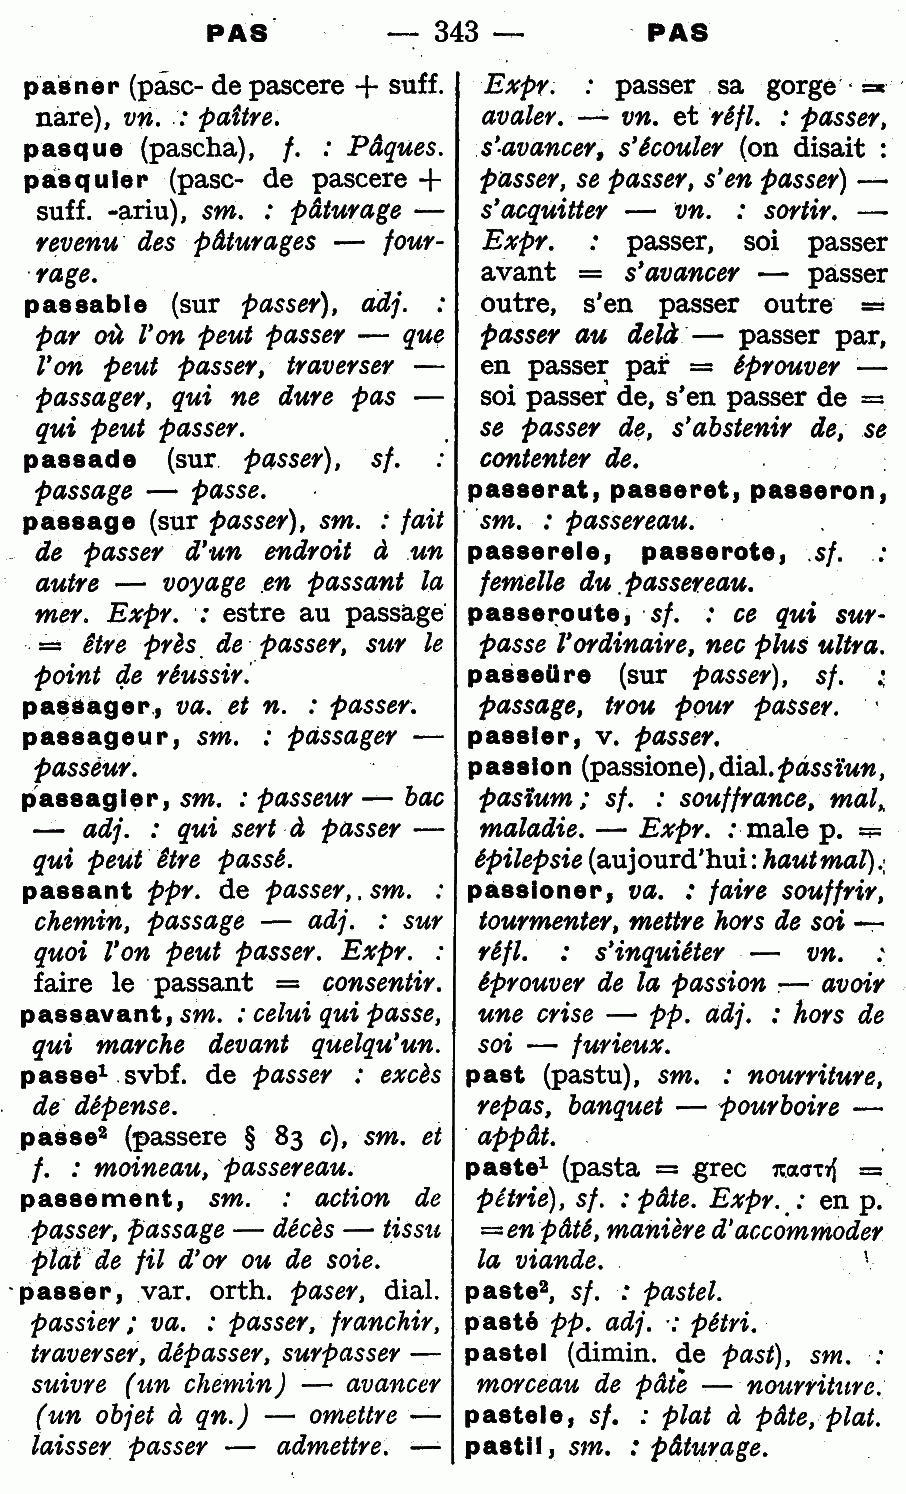 PAS — 343 — PAS
pasner (pasc- de pascere + suff.
nare), vn. : paître.
pasque (pascha), f. : Pâques.
pasquier (pasc- de pascere +
suff. -ariu), sm. : pâturage —
revenu des pâturages — four-
rage.
passable (sur passer), adj. :
par où l'on peut passer — que
l'on peut passer, traverser —
passager, qui ne dure pas —
qui peut passer.
passade (sur passer), sf. :
passage — passe.
passage (sur passer), sm. : fait
de passer d'un endroit à un
autre — voyage en passant la
mer. Expr. : estre au passage
= être près de passer, sur le
point de réussir.
passager, va. et n. : passer.
passageur, sm. : passager —
passeur.
passagier, sm. : passeur — bac
— adj. : qui sert à passer —
qui peut être passé.
passant ppr. de passer, sm. :
chemin, passage — adj. : sur
quoi l'on peut passer. Expr. :
faire le passant = consentir.
passavant, sm. : celui qui passe,
qui marche devant quelqu'un.
passe¹ svbf. de passer : excès
de dépense.
passe² (passere § 83 c), sm. et
f. : moineau, passereau.
passement, sm. : action de
passer, passage — décès — tissu
plat de fil d'or ou de soie.
passer, var. orth. paser, dial.
passier ; va. : passer, franchir,
traverser, dépasser, surpasser —
suivre (un chemin) — avancer
(un objet à qn.) — omettre —
laisser passer — admettre. —
Expr. : passer sa gorge =
avaler. — vn. et réfl. : passer,
s'avancer, s'écouler (on disait :
passer, se passer, s'en passer) —
s'acquitter — vn. : sortir. —
Expr. : passer, soi passer
avant = s'avancer — passer
outre, s'en passer outre =
passer au delà — passer par,
en passer par = éprouver —
soi passer de, s'en passer de =
se passer de, s'abstenir de, se
contenter de.
passerat, passeret, passeron,
sm. : passereau.
passerele, passerote, sf. :
femelle du passereau.
passeroute, sf. : ce qui sur-
passe l'ordinaire, nec plus ultra.
passeüre (sur passer), sf. :
passage, trou pour passer.
passier, v. passer.
passion (passione), dial. passïun,
pasïum ; sf. : souffrance, mal,
maladie. — Expr. : male p. =
épilepsie (aujourd'hui : haut mal).
passioner, va. : faire souffrir,
tourmenter, mettre hors de soi —
réfl. : s'inquiéter — vn. :
éprouver de la passion — avoir
une crise — pp. adj. : hors de
soi — furieux.
past (pastu), sm. : nourriture,
repas, banquet — pourboire —
appât.
paste¹ (pasta = grec παστή =
pétrie), sf. : pâte. Expr. : en p.
= en pâté, manière d'accommoder
la viande.
paste², sf. : pastel.
pasté pp. adj. : pétri.
pastel (dimin. de past), sm. :
morceau de pâte — nourriture.
pastele, sf. : plat à pâte, plat.
pastil, sm. : pâturage.